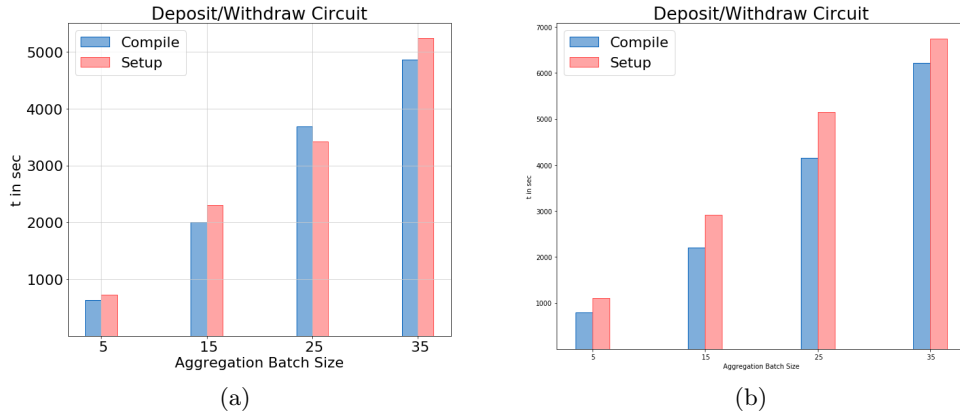 Deposit/Withdraw Circuit
Compile
Setup
5000
4000
3000
2000
1000
t in sec
5 15 25 35
Aggregation Batch Size
(a)
Deposit/Withdraw Circuit
Compile
Setup
7000
6000
5000
4000
3000
2000
1000
t in sec
5 15 25 35
Aggregation Batch Size
(b)